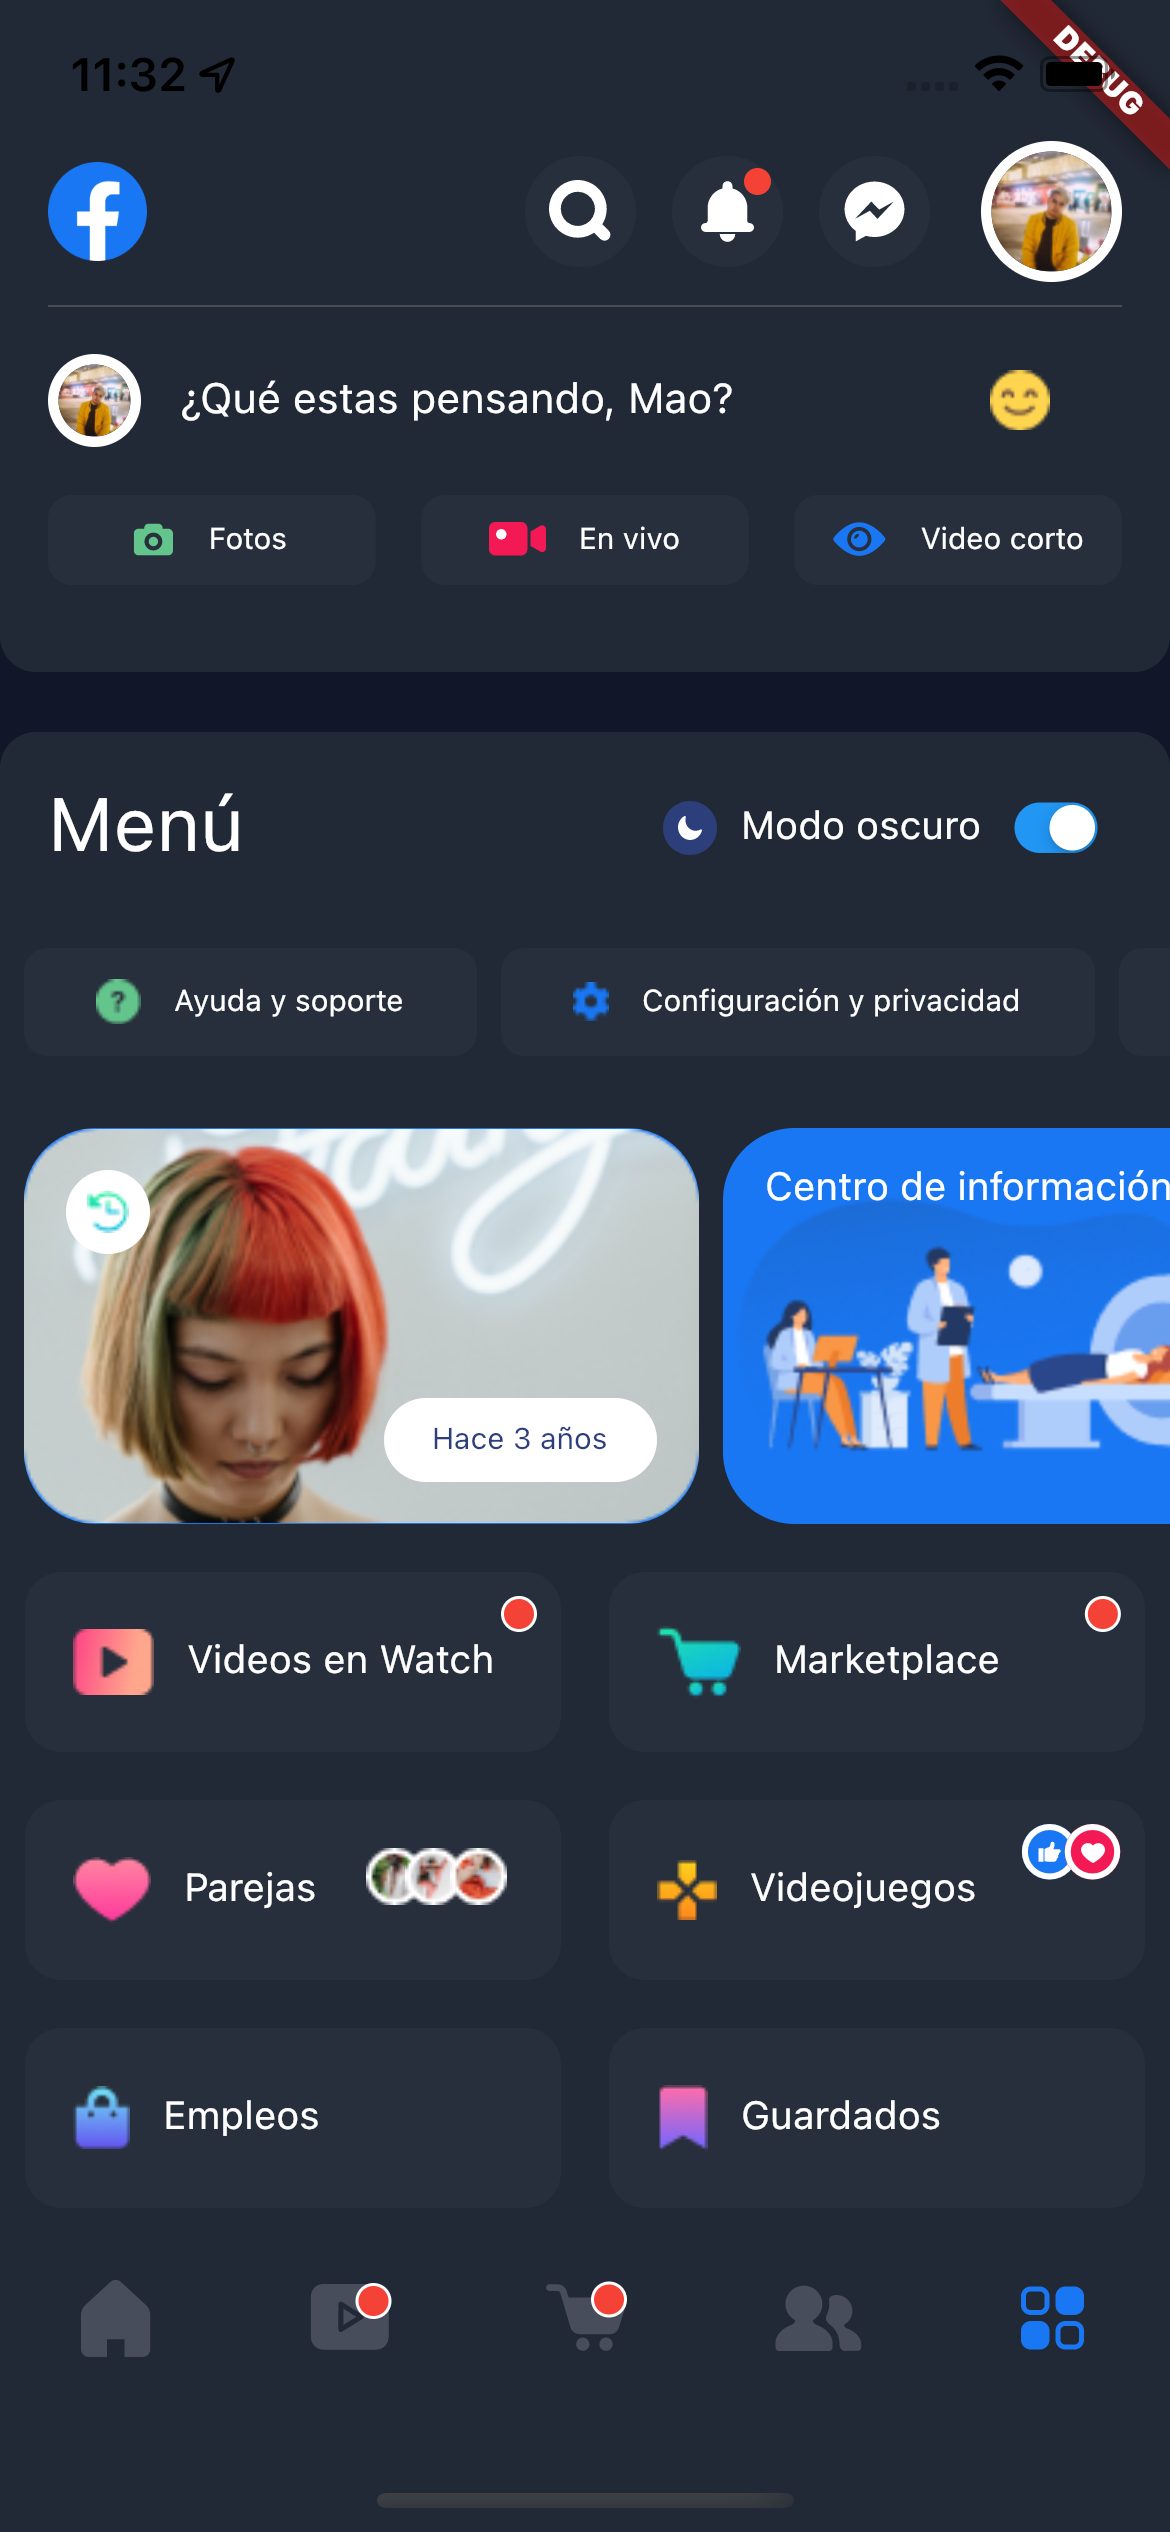 11:32
DEBUG
¿Qué estas pensando, Mao?
Fotos
En vivo
Video corto
Menú
Modo oscuro
Ayuda y soporte
Configuración y privacidad
Centro de información
Hace 3 años
Videos en Watch
Marketplace
Parejas
Videojuegos
Empleos
Guardados